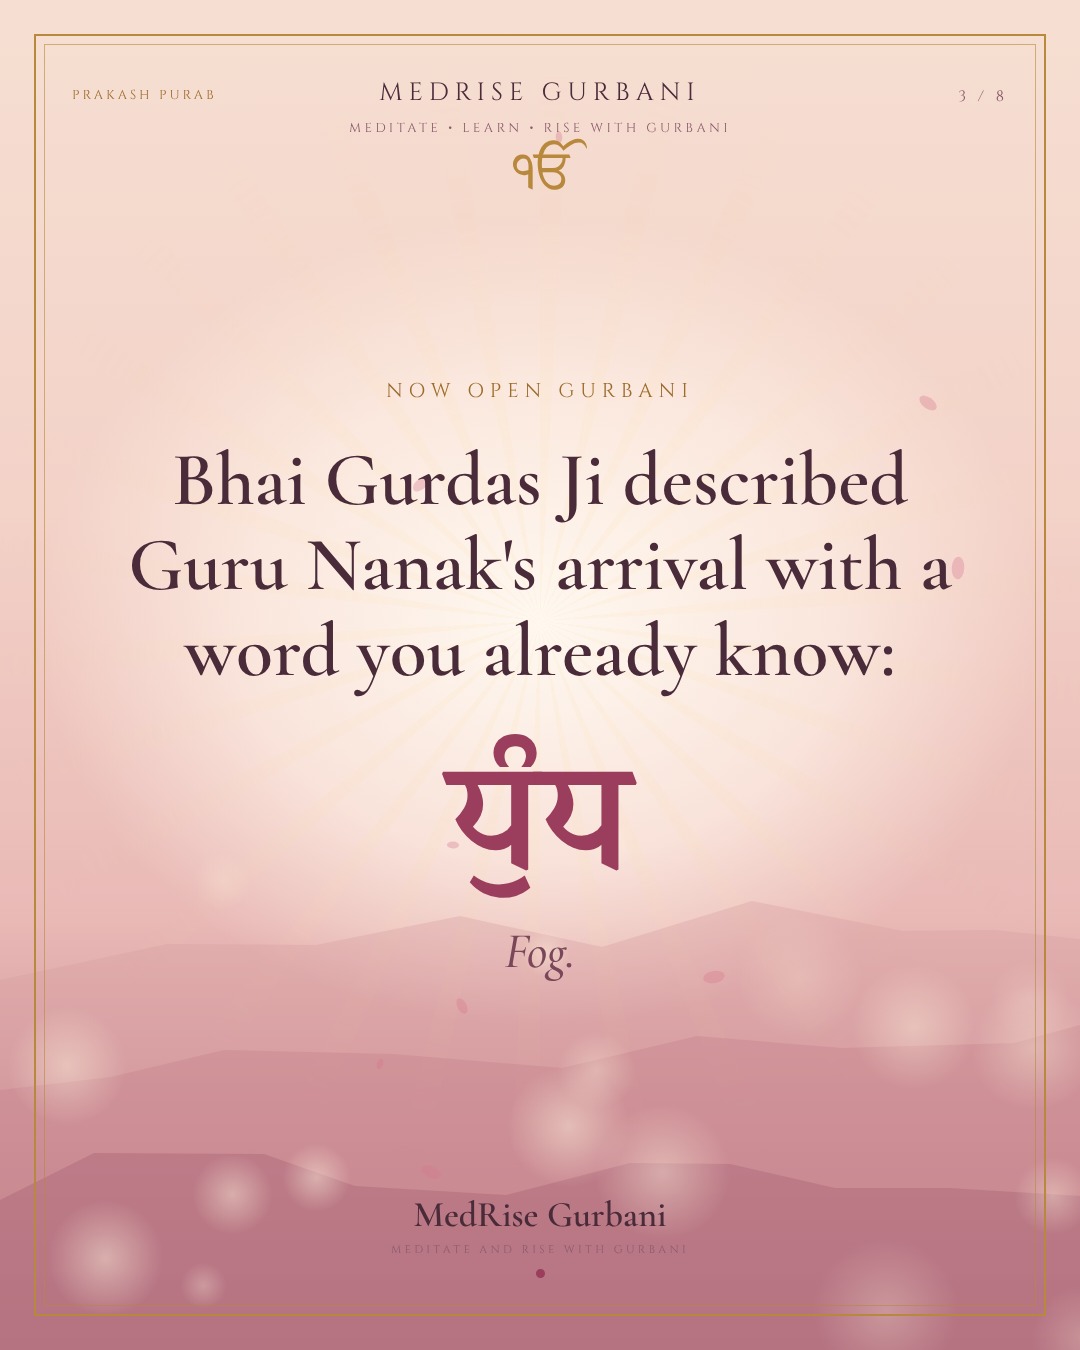 PRAKASH PURAB
MEDRISE GURBANI
3 / 8
MEDITATE • LEARN • RISE WITH GURBANI
ੴ
NOW OPEN GURBANI
Bhai Gurdas Ji described
Guru Nanak's arrival with a
word you already know:
ਧੁੰਧ
Fog.
MedRise Gurbani
MEDITATE AND RISE WITH GURBANI